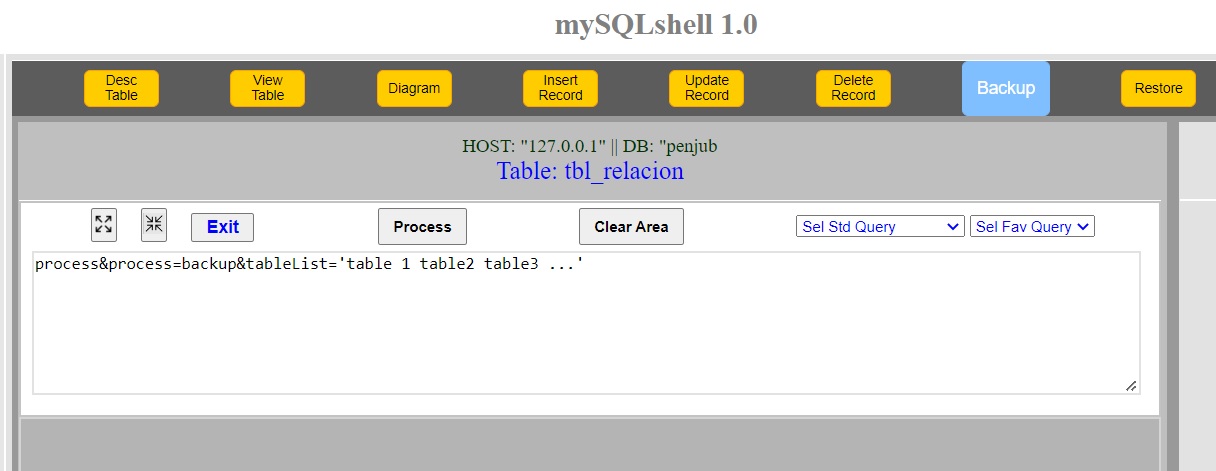 mySQLshell 1.0
Desc
Table
View
Table
Diagram
Insert
Record
Update
Record
Delete
Record
Backup
Restore
HOST: "127.0.0.1" || DB: "penjub
Table: tbl_relacion
Exit
Process
Clear Area
Sel Std Query
Sel Fav Query
process&process=backup&tableList='table 1 table2 table3 ...'